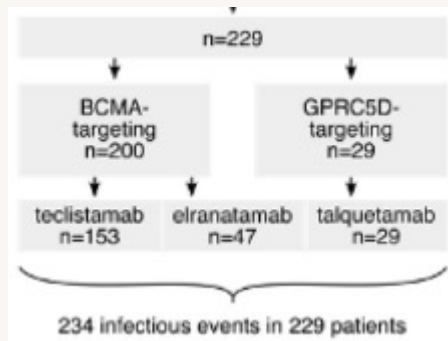 n=229
BCMA-
targeting
n=200
GPRC5D-
targeting
n=29
teclistamab
n=153
elranatamab
n=47
talquetamab
n=29
234 infectious events in 229 patients